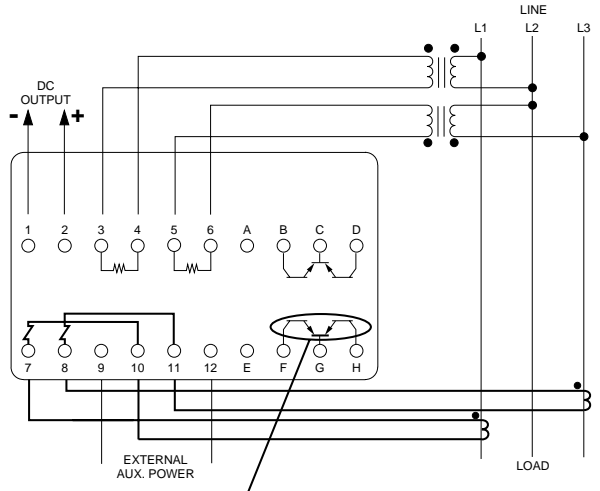 LINE
L1 L2 L3
DC
OUTPUT
- +
1 2 3 4 5 6 A B C D
7 8 9 10 11 12 E F G H
EXTERNAL
AUX. POWER
LOAD